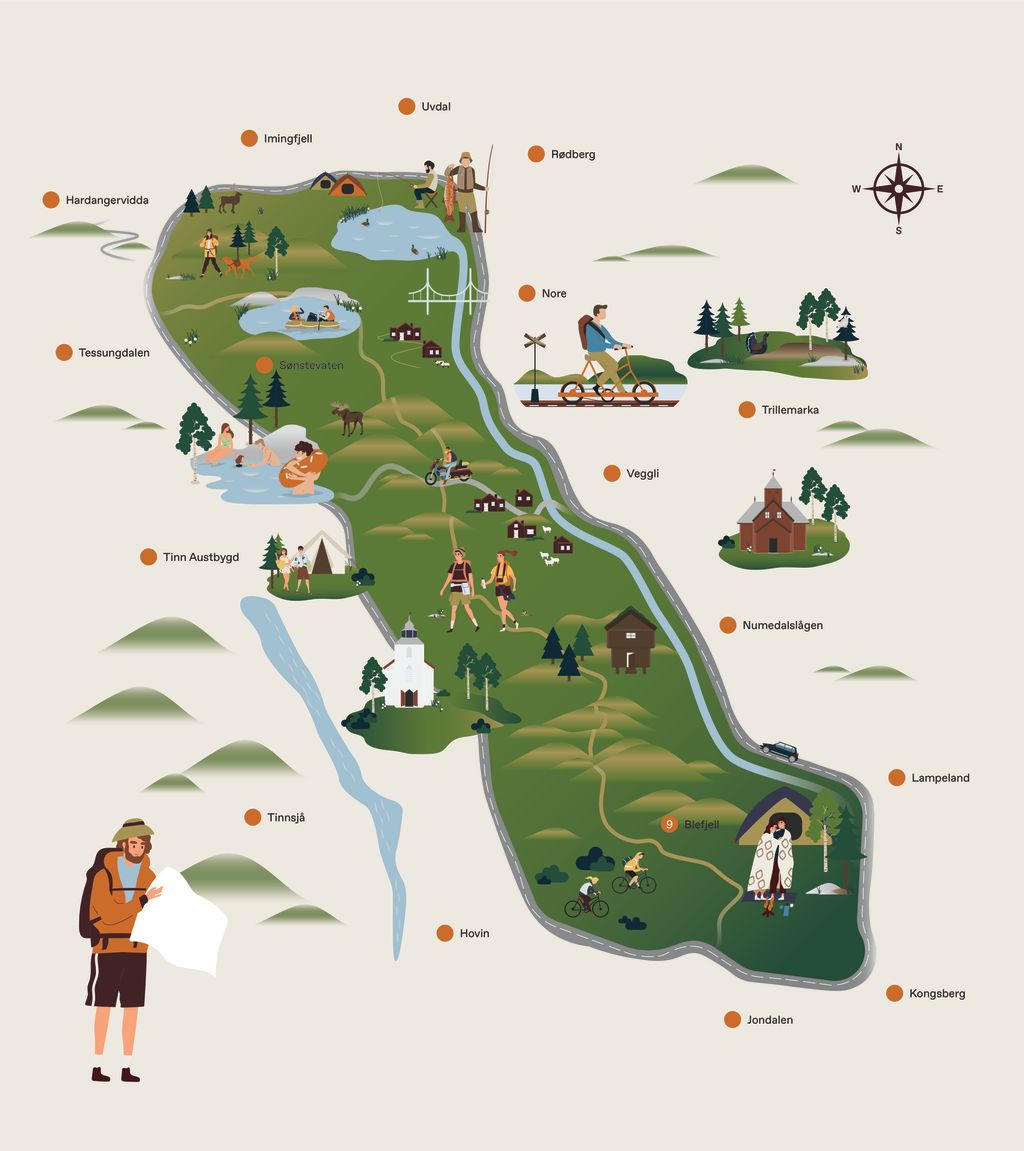 Uvdal
Imingfjell
Rødberg
N
W
E
S
Hardangervidda
Nore
Tessungdalen
Sønstevaten
Trillemarka
Veggli
Tinn Austbygd
Numedalslågen
Lampeland
Tinnsjå
9 Blefjell
Hovin
Kongsberg
Jondalen